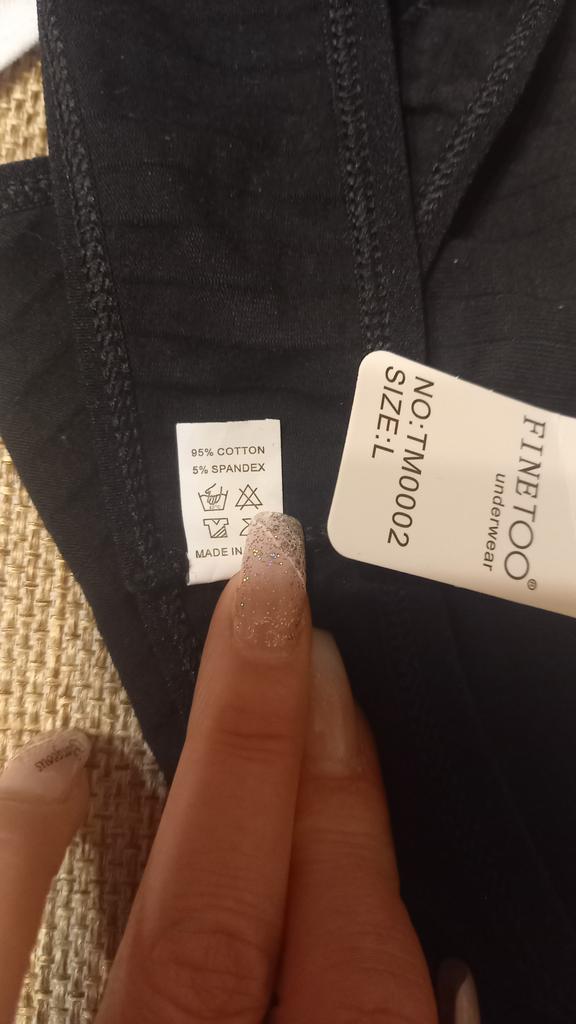 95% COTTON
5% SPANDEX
MADE IN
FINETOO®
underwear
NO:TM0002
SIZE:L